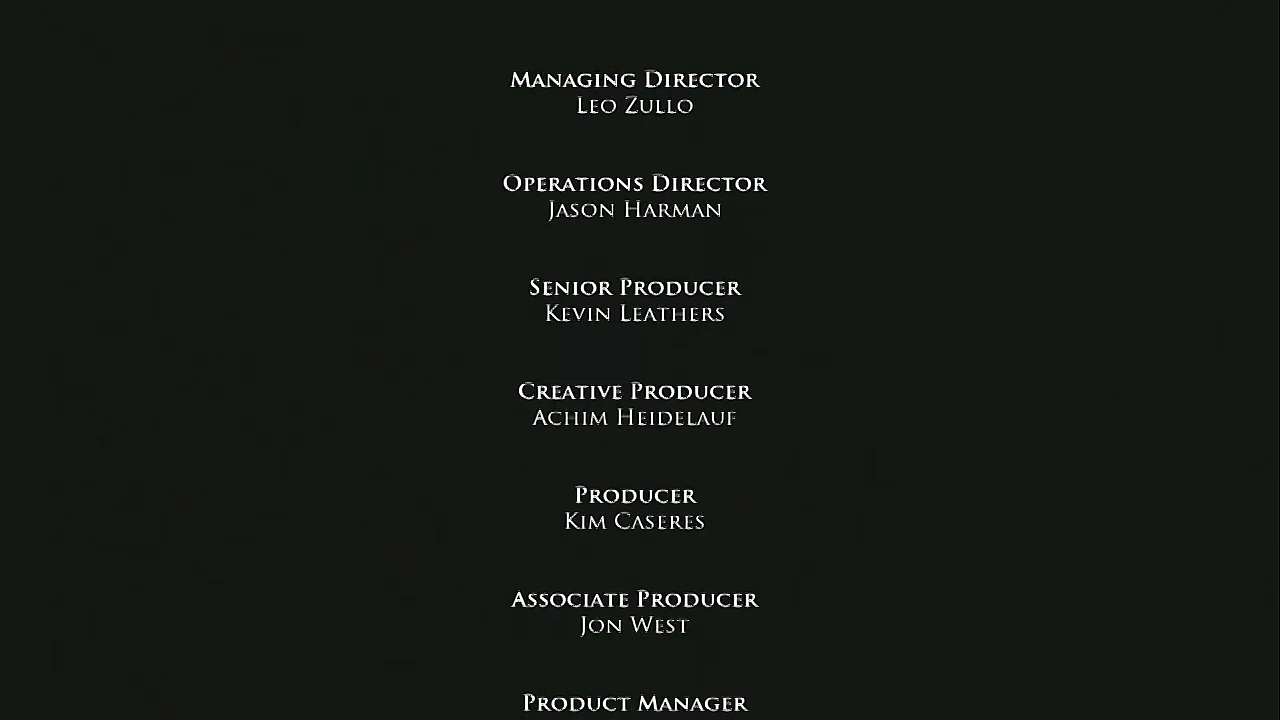 Managing Director
Leo Zullo
Operations Director
Jason Harman
Senior Producer
Kevin Leathers
Creative Producer
Achim Heidelauf
Producer
Kim Caseres
Associate Producer
Jon West
Product Manager